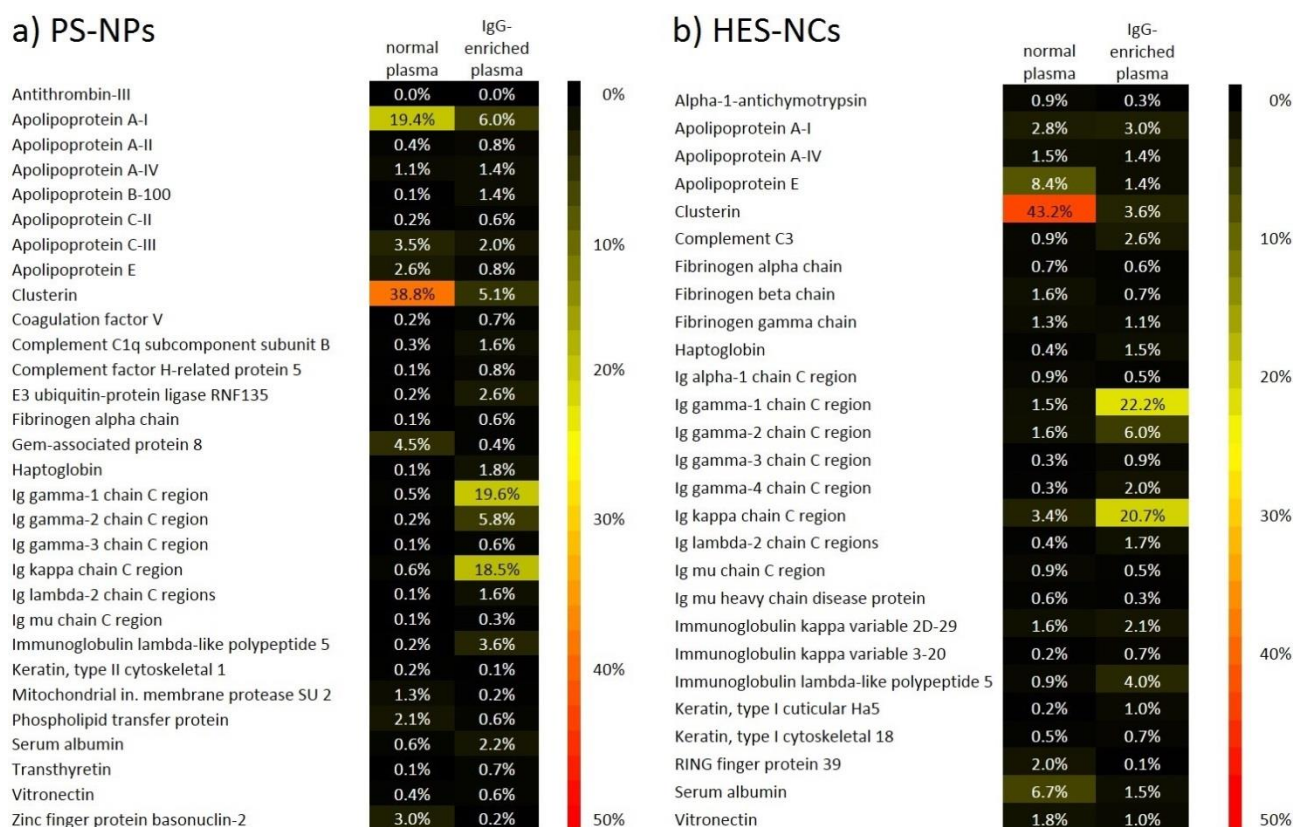 a) PS-NPs
normal plasma
IgG-enriched plasma
Antithrombin-III 0.0% 0.0%
Apolipoprotein A-I 19.4% 6.0%
Apolipoprotein A-II 0.4% 0.8%
Apolipoprotein A-IV 1.1% 1.4%
Apolipoprotein B-100 0.1% 1.4%
Apolipoprotein C-II 0.2% 0.6%
Apolipoprotein C-III 3.5% 2.0%
Apolipoprotein E 2.6% 0.8%
Clusterin 38.8% 5.1%
Coagulation factor V 0.2% 0.7%
Complement C1q subcomponent subunit B 0.3% 1.6%
Complement factor H-related protein 5 0.1% 0.8%
E3 ubiquitin-protein ligase RNF135 0.2% 2.6%
Fibrinogen alpha chain 0.1% 0.6%
Gem-associated protein 8 4.5% 0.4%
Haptoglobin 0.1% 1.8%
Ig gamma-1 chain C region 0.5% 19.6%
Ig gamma-2 chain C region 0.2% 5.8%
Ig gamma-3 chain C region 0.1% 0.6%
Ig kappa chain C region 0.6% 18.5%
Ig lambda-2 chain C regions 0.1% 1.6%
Ig mu chain C region 0.1% 0.3%
Immunoglobulin lambda-like polypeptide 5 0.2% 3.6%
Keratin, type II cytoskeletal 1 0.2% 0.1%
Mitochondrial in. membrane protease SU 2 1.3% 0.2%
Phospholipid transfer protein 2.1% 0.6%
Serum albumin 0.6% 2.2%
Transthyretin 0.1% 0.7%
Vitronectin 0.4% 0.6%
Zinc finger protein basonuclin-2 3.0% 0.2%
0%
10%
20%
30%
40%
50%
b) HES-NCs
normal plasma
IgG-enriched plasma
Alpha-1-antichymotrypsin 0.9% 0.3%
Apolipoprotein A-I 2.8% 3.0%
Apolipoprotein A-IV 1.5% 1.4%
Apolipoprotein E 8.4% 1.4%
Clusterin 43.2% 3.6%
Complement C3 0.9% 2.6%
Fibrinogen alpha chain 0.7% 0.6%
Fibrinogen beta chain 1.6% 0.7%
Fibrinogen gamma chain 1.3% 1.1%
Haptoglobin 0.4% 1.5%
Ig alpha-1 chain C region 0.9% 0.5%
Ig gamma-1 chain C region 1.5% 22.2%
Ig gamma-2 chain C region 1.6% 6.0%
Ig gamma-3 chain C region 0.3% 0.9%
Ig gamma-4 chain C region 0.3% 2.0%
Ig kappa chain C region 3.4% 20.7%
Ig lambda-2 chain C regions 0.4% 1.7%
Ig mu chain C region 0.9% 0.5%
Ig mu heavy chain disease protein 0.6% 0.3%
Immunoglobulin kappa variable 2D-29 1.6% 2.1%
Immunoglobulin kappa variable 3-20 0.2% 0.7%
Immunoglobulin lambda-like polypeptide 5 0.9% 4.0%
Keratin, type I cuticular Ha5 0.2% 1.0%
Keratin, type I cytoskeletal 18 0.5% 0.7%
RING finger protein 39 2.0% 0.1%
Serum albumin 6.7% 1.5%
Vitronectin 1.8% 1.0%
0%
10%
20%
30%
40%
50%